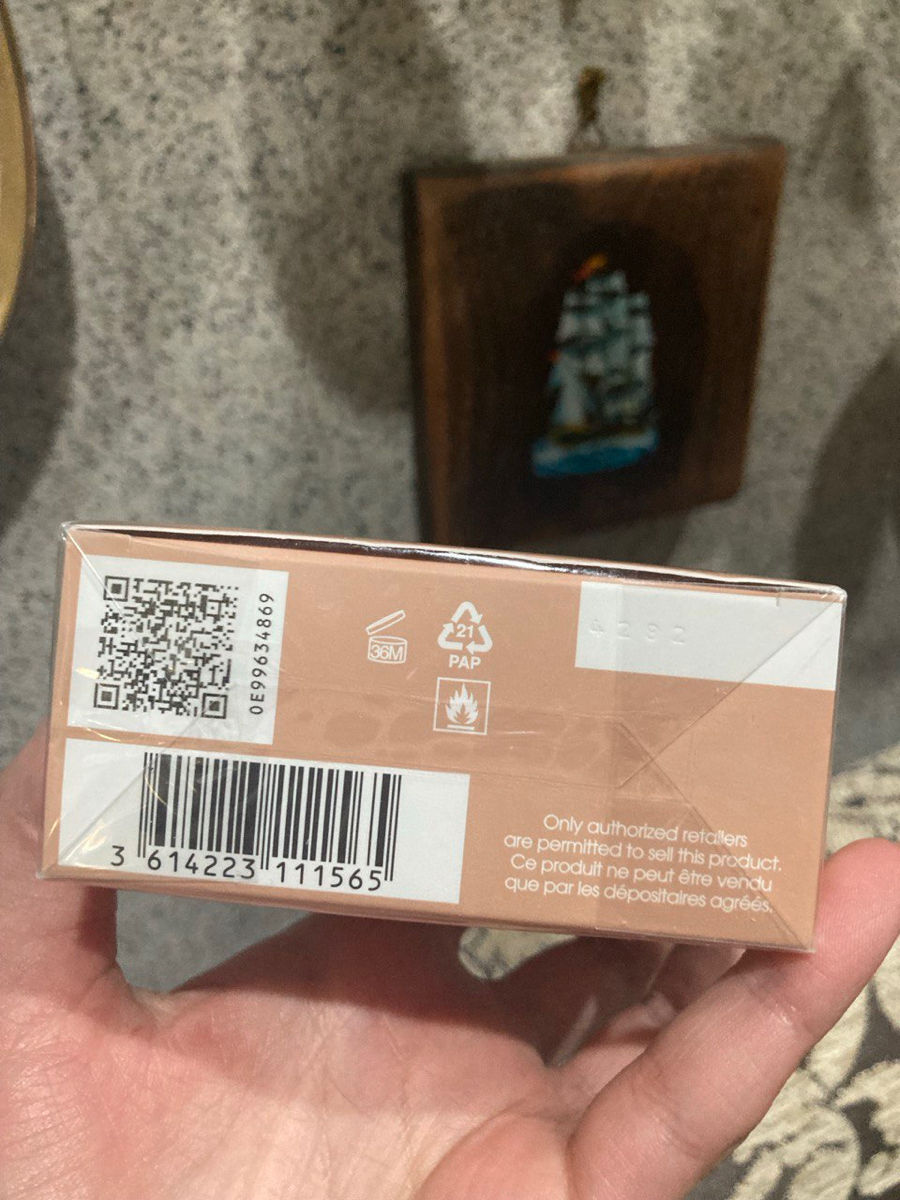 0E99634869
36M
21
PAP
4292
3 614223 111565
Only authorized retailers
are permitted to sell this product.
Ce produit ne peut être vendu
que par les dépositaires agréés.